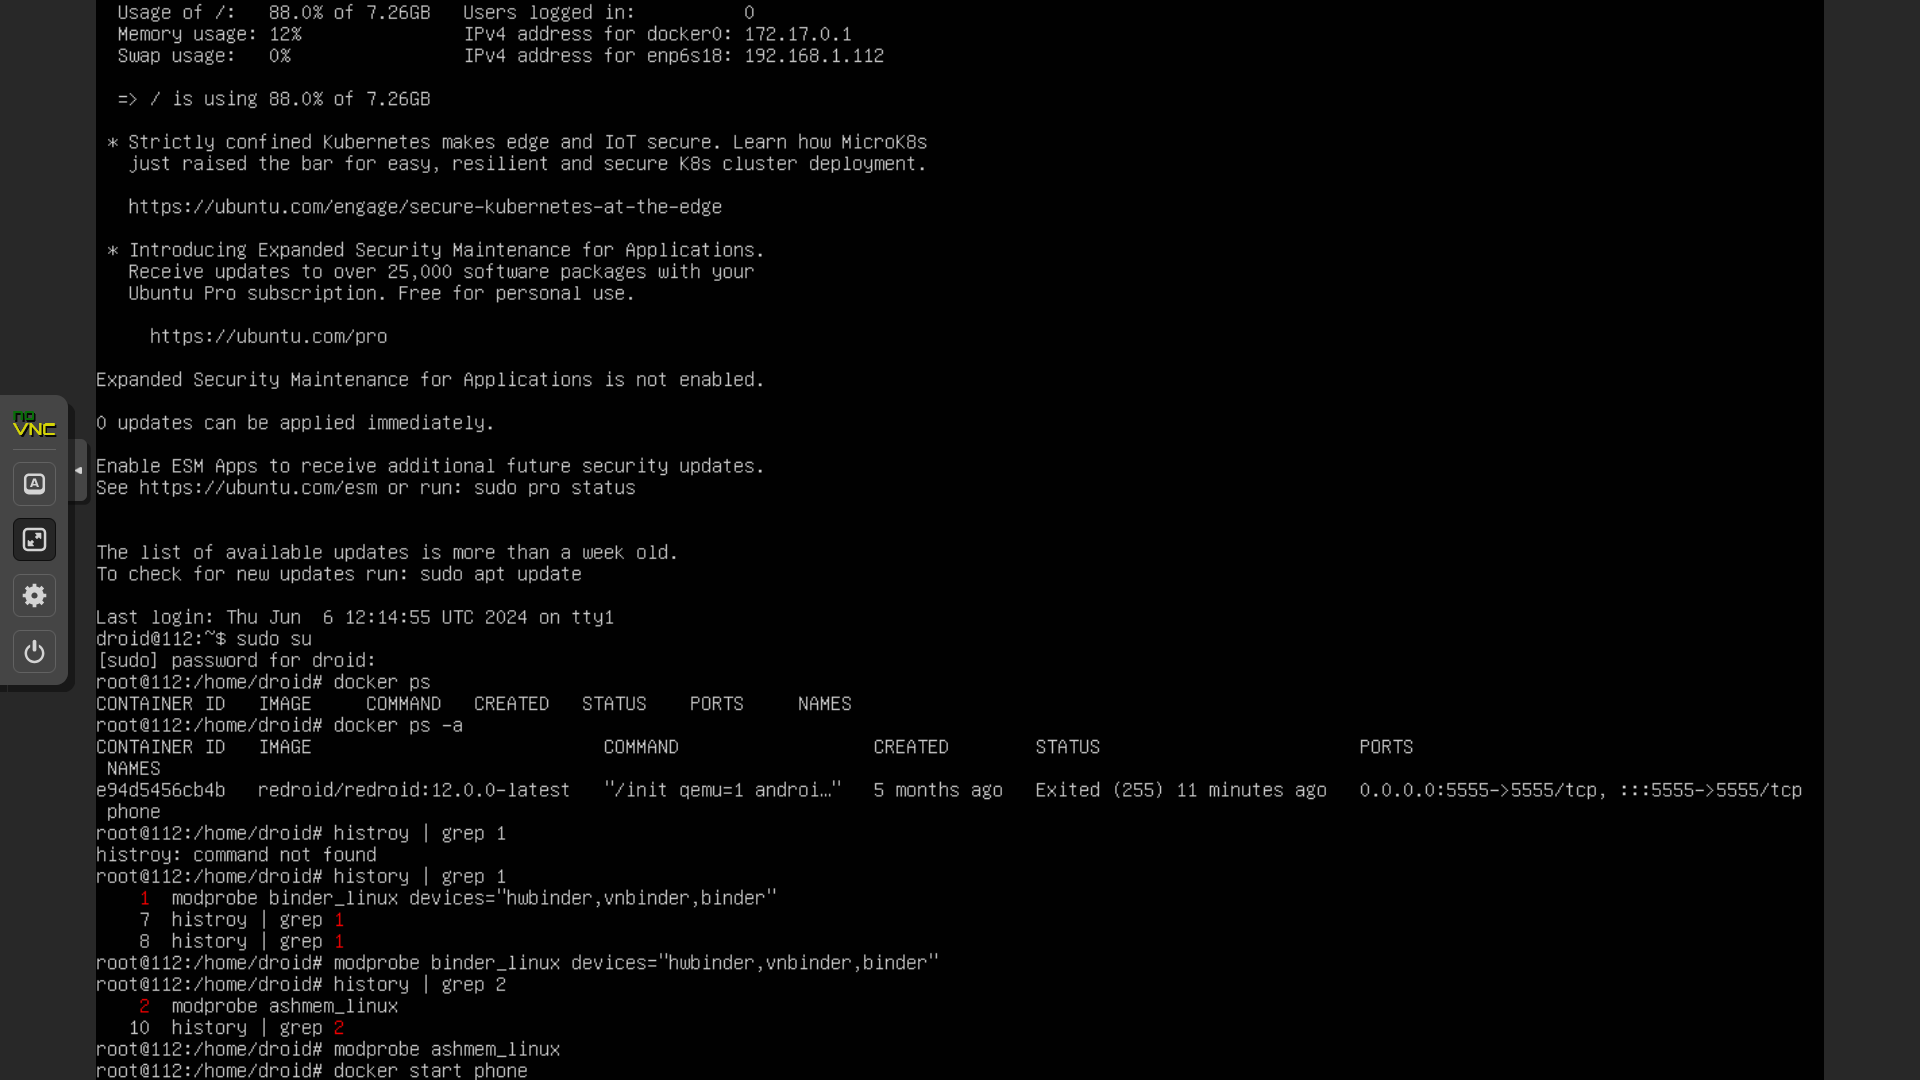 Usage of /:   88.0% of 7.26GB   Users logged in:          0
Memory usage: 12%               IPv4 address for docker0: 172.17.0.1
Swap usage:   0%                IPv4 address for enp6s18: 192.168.1.112
=> / is using 88.0% of 7.26GB
* Strictly confined Kubernetes makes edge and IoT secure. Learn how MicroK8s
just raised the bar for easy, resilient and secure K8s cluster deployment.
https://ubuntu.com/engage/secure-kubernetes-at-the-edge
* Introducing Expanded Security Maintenance for Applications.
Receive updates to over 25,000 software packages with your
Ubuntu Pro subscription. Free for personal use.
https://ubuntu.com/pro
Expanded Security Maintenance for Applications is not enabled.
0 updates can be applied immediately.
Enable ESM Apps to receive additional future security updates.
See https://ubuntu.com/esm or run: sudo pro status
The list of available updates is more than a week old.
To check for new updates run: sudo apt update
Last login: Thu Jun  6 12:14:55 UTC 2024 on tty1
droid@112:~$ sudo su
[sudo] password for droid:
root@112:/home/droid# docker ps
CONTAINER ID   IMAGE     COMMAND   CREATED   STATUS    PORTS     NAMES
root@112:/home/droid# docker ps -a
CONTAINER ID   IMAGE                           COMMAND                  CREATED        STATUS                        PORTS
NAMES
e94d5456cb4b   redroid/redroid:12.0.0-latest   "/init qemu=1 androi…"   5 months ago   Exited (255) 11 minutes ago   0.0.0.0:5555->5555/tcp, :::5555->5555/tcp
phone
root@112:/home/droid# histroy | grep 1
histroy: command not found
root@112:/home/droid# history | grep 1
1  modprobe binder_linux devices="hwbinder,vnbinder,binder"
7  histroy | grep 1
8  history | grep 1
root@112:/home/droid# modprobe binder_linux devices="hwbinder,vnbinder,binder"
root@112:/home/droid# history | grep 2
2  modprobe ashmem_linux
10  history | grep 2
root@112:/home/droid# modprobe ashmem_linux
root@112:/home/droid# docker start phone
no
VNC
A